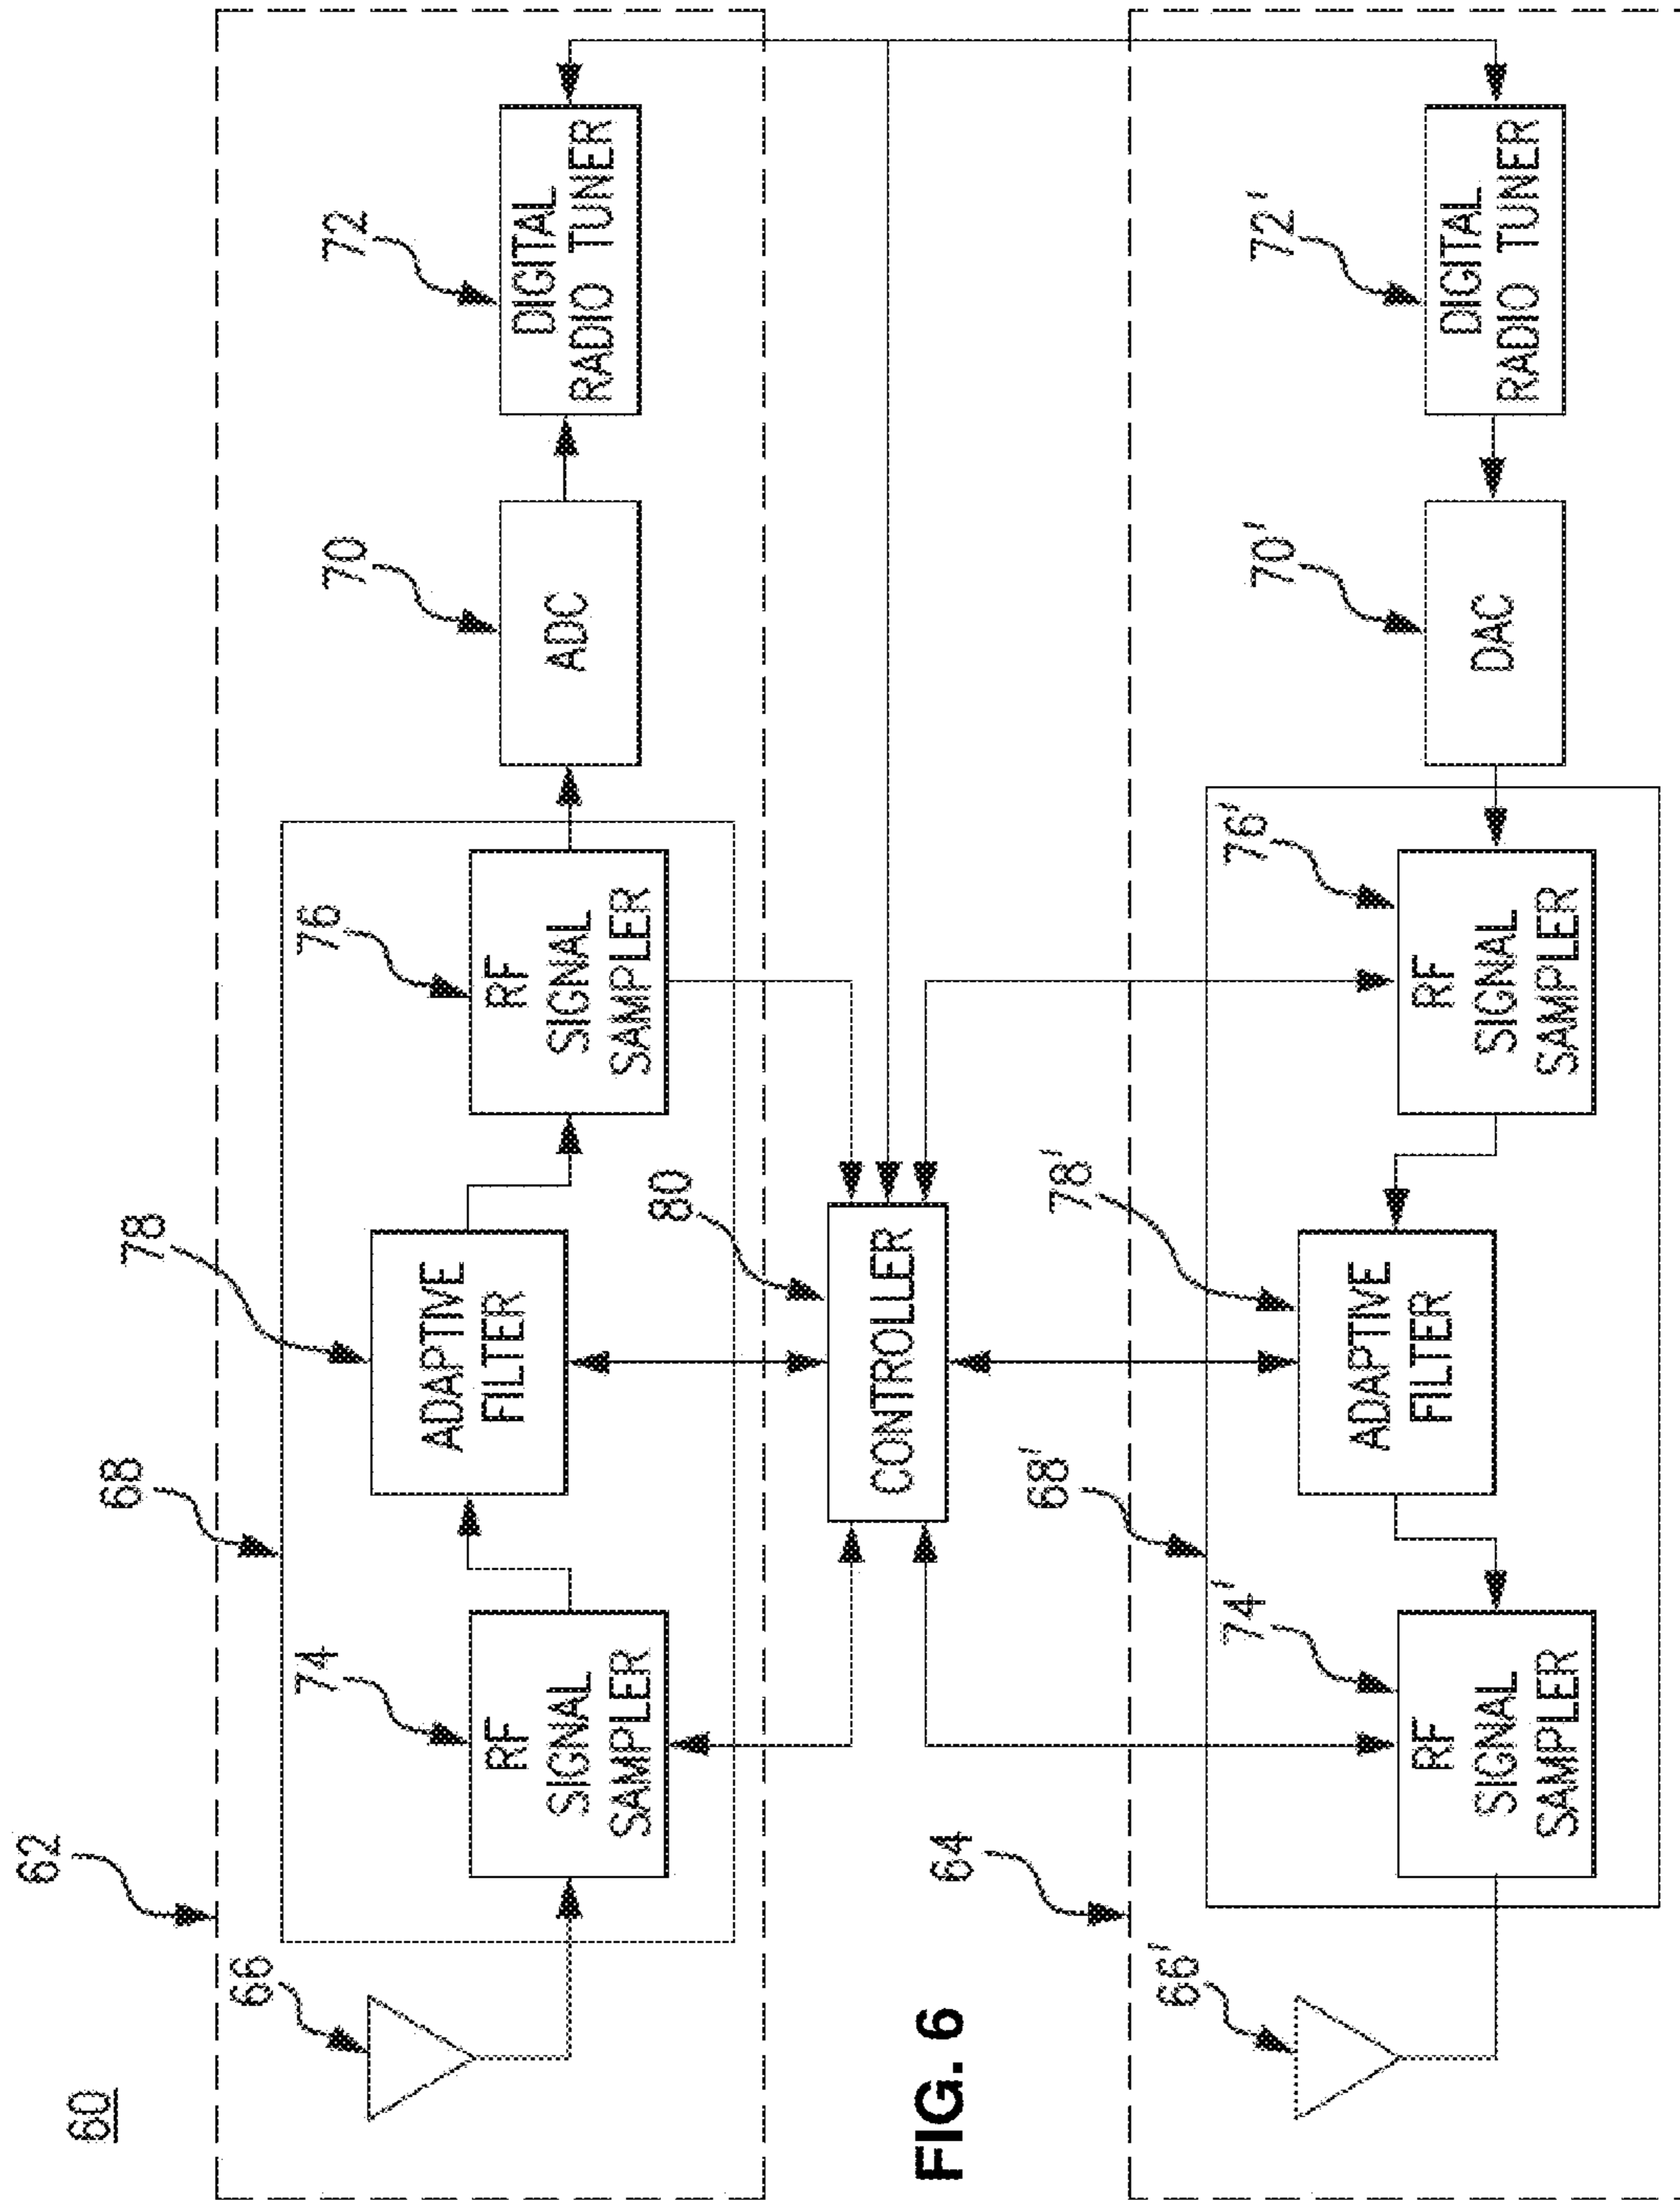 60
62
66
68
74
RF
SIGNAL
SAMPLER
78
ADAPTIVE
FILTER
76
RF
SIGNAL
SAMPLER
70
ADC
72
DIGITAL
RADIO TUNER
80
CONTROLLER
64
66'
68'
74'
RF
SIGNAL
SAMPLER
78'
ADAPTIVE
FILTER
76'
RF
SIGNAL
SAMPLER
70'
DAC
72'
DIGITAL
RADIO TUNER
FIG. 6